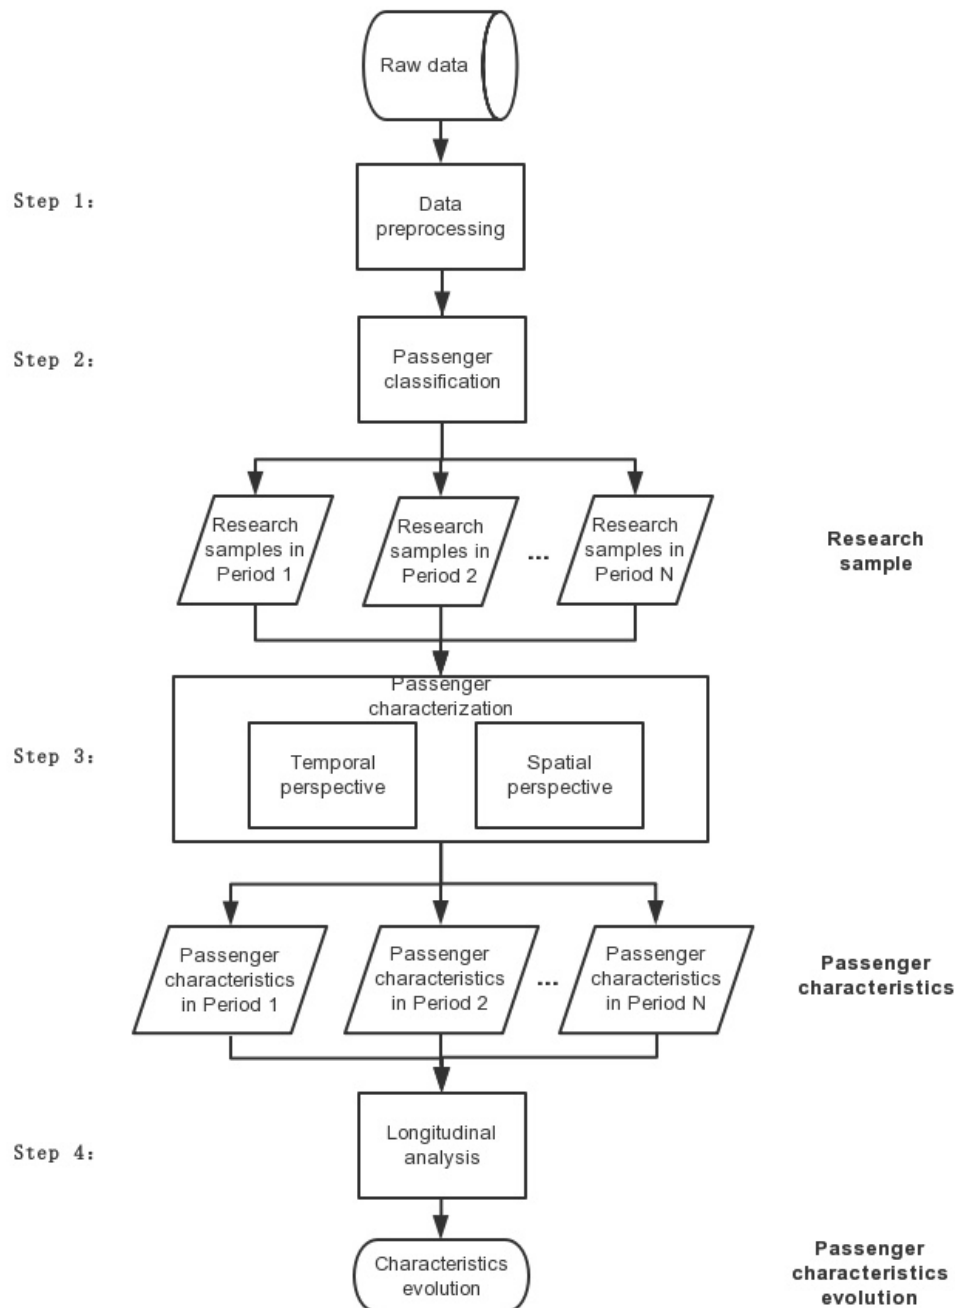 Raw data
Step 1:
Data
preprocessing
Step 2:
Passenger
classification
Research
samples in
Period 1
Research
samples in
Period 2
...
Research
samples in
Period N
Research
sample
Passenger
characterization
Step 3:
Temporal
perspective
Spatial
perspective
Passenger
characteristics
in Period 1
Passenger
characteristics
in Period 2
...
Passenger
characteristics
in Period N
Passenger
characteristics
Step 4:
Longitudinal
analysis
Characteristics
evolution
Passenger
characteristics
evolution